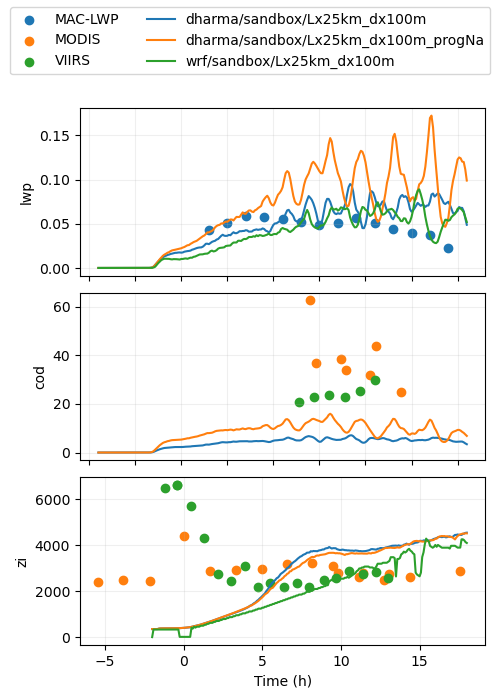 MAC-LWP
MODIS
VIIRS
dharma/sandbox/Lx25km_dx100m
dharma/sandbox/Lx25km_dx100m_progNa
wrf/sandbox/Lx25km_dx100m
0.15
0.10
0.05
0.00
lwp
60
40
20
0
cod
6000
4000
2000
0
zi
−5 0 5 10 15
Time (h)